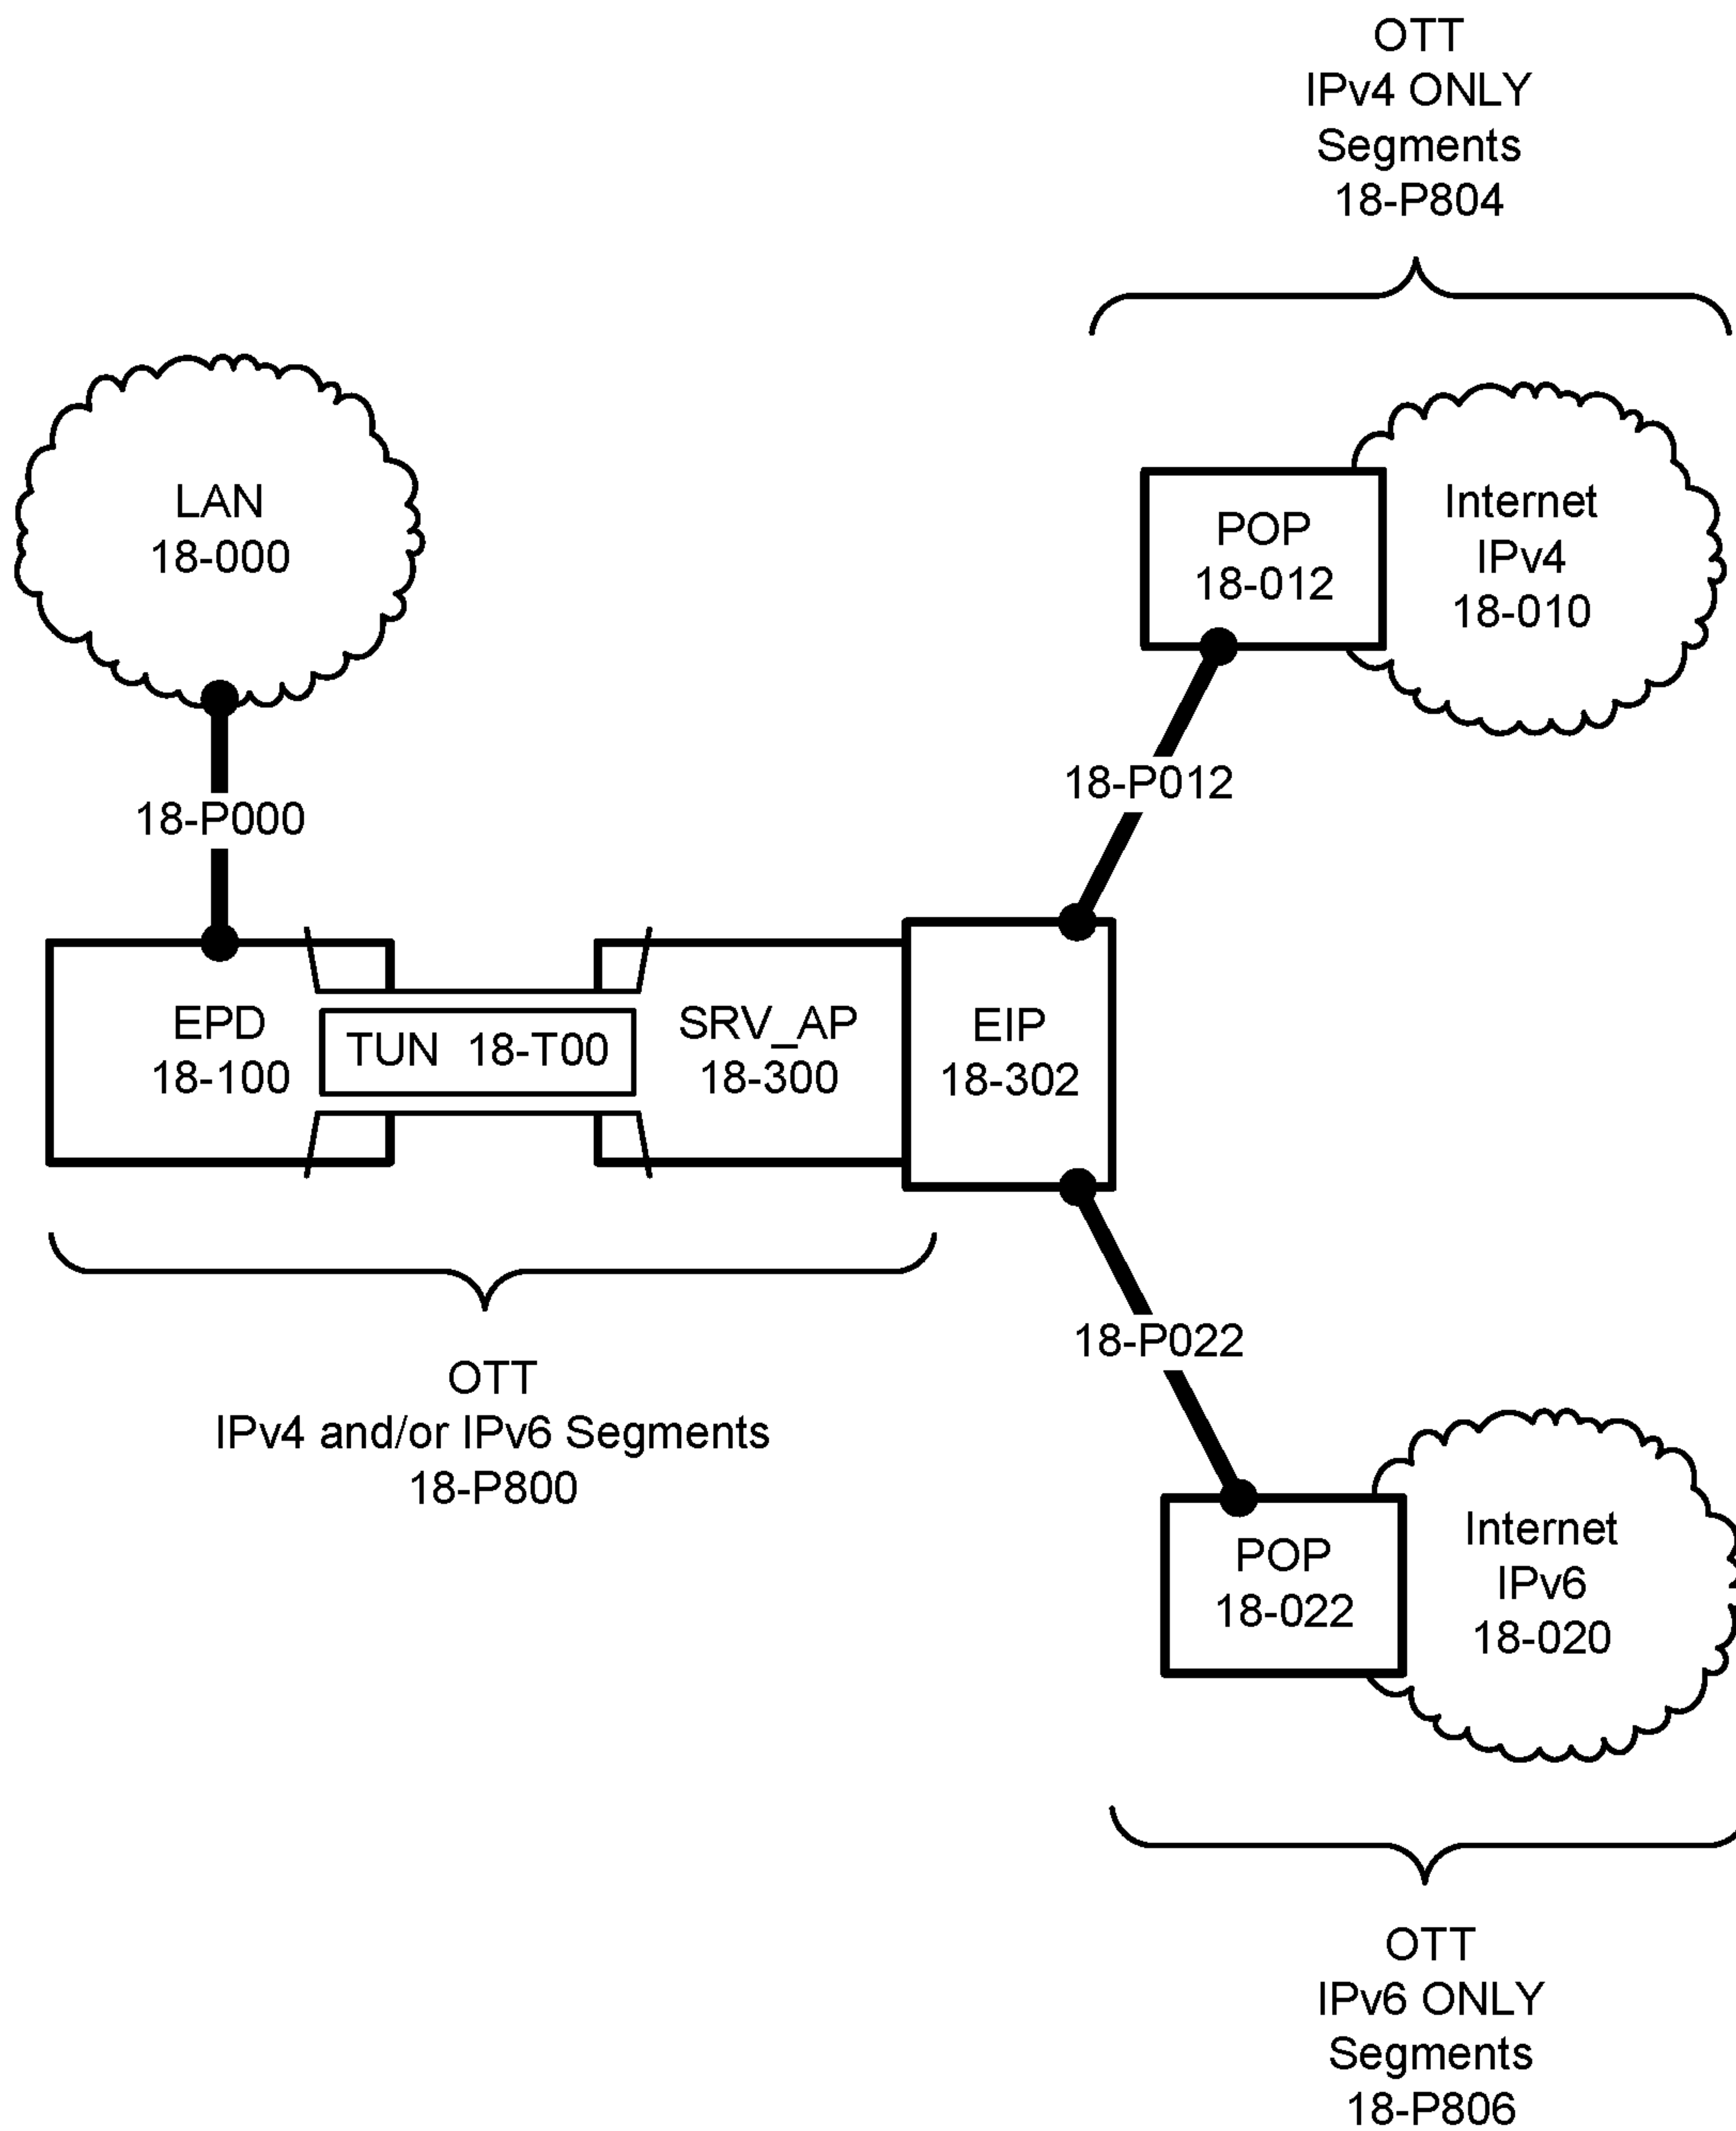 OTT
IPv4 ONLY
Segments
18-P804
LAN
18-000
Internet
IPv4
18-010
POP
18-012
18-P012
18-P000
EPD
18-100
TUN 18-T00
SRV_AP
18-300
EIP
18-302
18-P022
OTT
IPv4 and/or IPv6 Segments
18-P800
POP
18-022
Internet
IPv6
18-020
OTT
IPv6 ONLY
Segments
18-P806